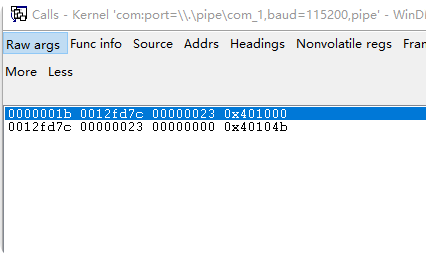 Calls - Kernel 'com:port=\\.\pipe\com_1,baud=115200,pipe' - WinD
Raw args Func info Source Addrs Headings Nonvolatile regs Fran
More Less
0000001b 0012fd7c 00000023 0x401000
0012fd7c 00000023 00000000 0x40104b